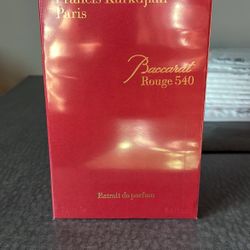 Francis Kurkdjian
Paris
Baccarat
Rouge 540
Extrait de parfum